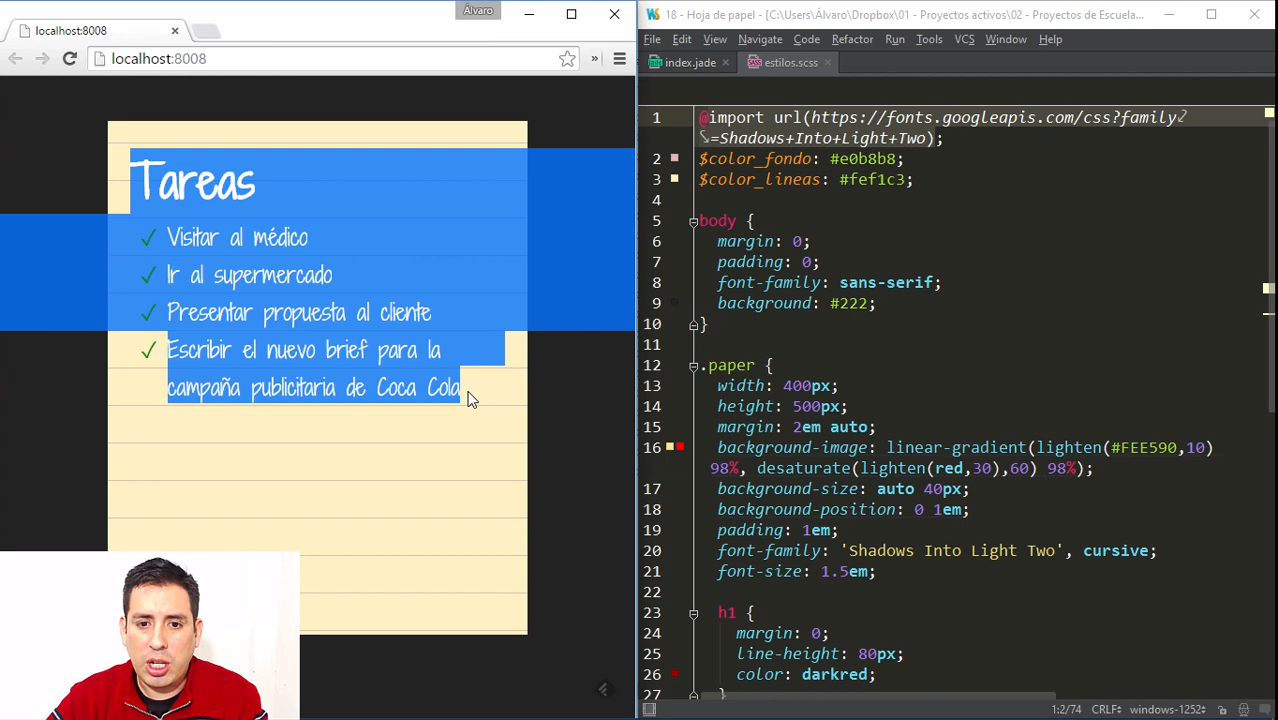 Álvaro
localhost:8008
localhost:8008
Tareas
✓ Visitar al médico
✓ Ir al supermercado
✓ Presentar propuesta al cliente
✓ Escribir el nuevo brief para la
campaña publicitaria de Coca Cola
18 - Hoja de papel - [C:\Users\Álvaro\Dropbox\01 - Proyectos activos\02 - Proyectos de Escuela...
File Edit View Navigate Code Refactor Run Tools VCS Window Help
index.jade estilos.scss
1 @import url(https://fonts.googleapis.com/css?family
=Shadows+Into+Light+Two);
2 $color_fondo: #e0b8b8;
3 $color_lineas: #fef1c3;
4
5 body {
6 margin: 0;
7 padding: 0;
8 font-family: sans-serif;
9 background: #222;
10 }
11
12 .paper {
13 width: 400px;
14 height: 500px;
15 margin: 2em auto;
16 background-image: linear-gradient(lighten(#FEE590,10)
98%, desaturate(lighten(red,30),60) 98%);
17 background-size: auto 40px;
18 background-position: 0 1em;
19 padding: 1em;
20 font-family: 'Shadows Into Light Two', cursive;
21 font-size: 1.5em;
22
23 h1 {
24 margin: 0;
25 line-height: 80px;
26 color: darkred;
27 }
1:2/74 CRLF÷ windows-1252÷